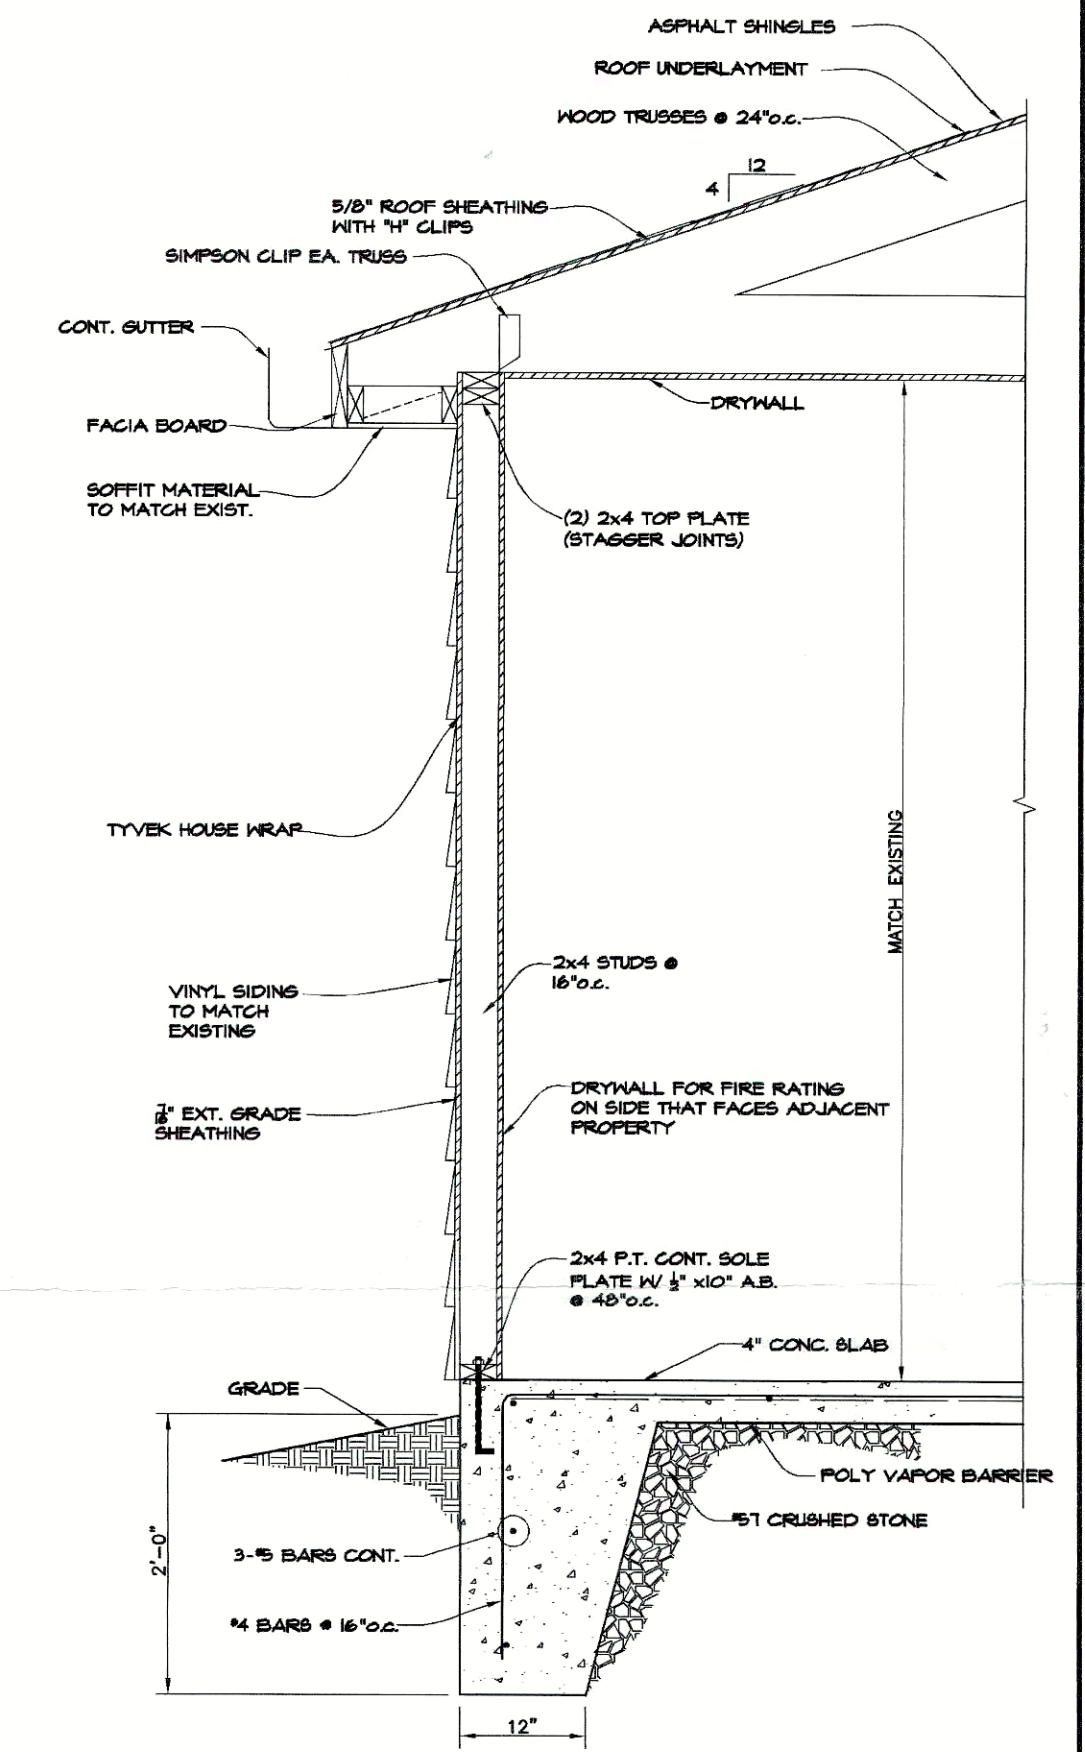 ASPHALT SHINGLES
ROOF UNDERLAYMENT
WOOD TRUSSES @ 24"o.c.
12
4
5/8" ROOF SHEATHING
WITH "H" CLIPS
SIMPSON CLIP EA. TRUSS
CONT. GUTTER
DRYWALL
FACIA BOARD
SOFFIT MATERIAL
TO MATCH EXIST.
(2) 2x4 TOP PLATE
(STAGGER JOINTS)
TYVEK HOUSE WRAP
MATCH EXISTING
2x4 STUDS @
16"o.c.
VINYL SIDING
TO MATCH
EXISTING
DRYWALL FOR FIRE RATING
ON SIDE THAT FACES ADJACENT
PROPERTY
7/16" EXT. GRADE
SHEATHING
2x4 P.T. CONT. SOLE
PLATE W/ 1/2" x10" A.B.
@ 48"o.c.
4" CONC. SLAB
GRADE
POLY VAPOR BARRIER
#57 CRUSHED STONE
2'-0"
3-#5 BARS CONT.
#4 BARS @ 16"o.c.
12"